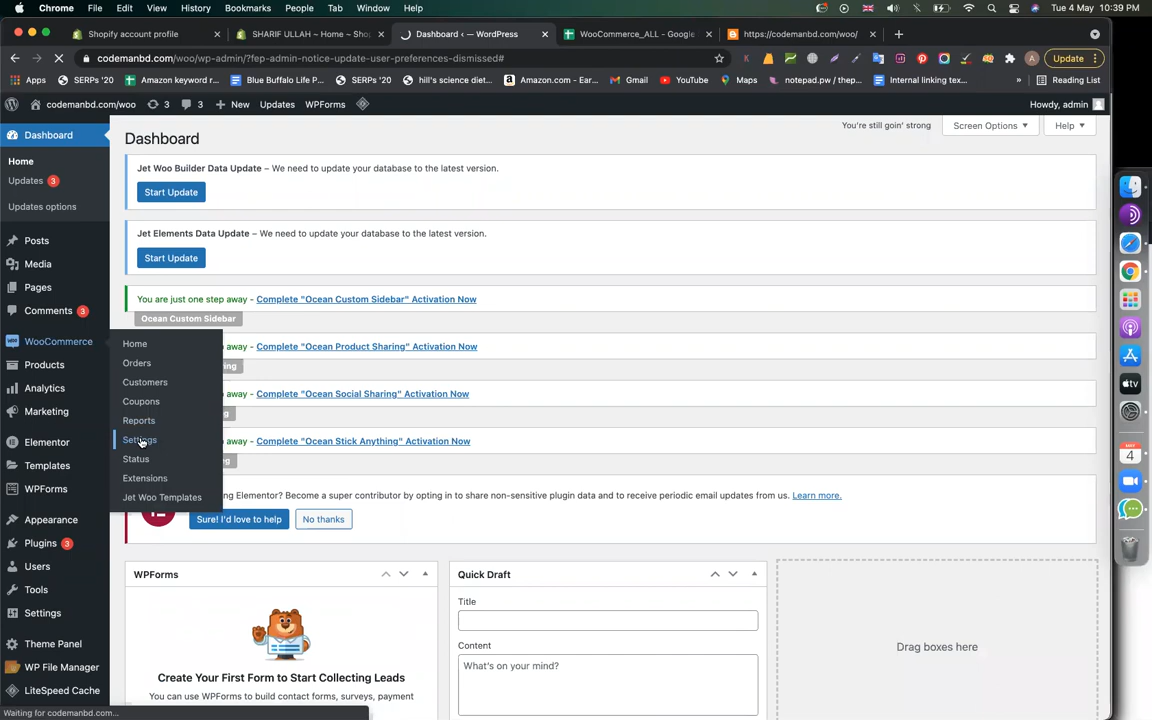 Chrome File Edit View History Bookmarks People Tab Window Help
Tue 4 May 10:39 PM
Shopify account profile
SHARIF ULLAH ~ Home ~ Sho
Dashboard ‹ — WordPress
WooCommerce_ALL - Google
https://codemanbd.com/woo/
codemanbd.com/woo/wp-admin/?fep-admin-notice-update-user-preferences-dismissed#
Update
Apps
SERPs '20
Amazon keyword r...
Blue Buffalo Life P...
SERPs '20
hill's science diet...
Amazon.com - Ear...
Gmail
YouTube
Maps
notepad.pw / thep...
Internal linking tex...
»
Reading List
codemanbd.com/woo
3
3
+ New
Updates
WPForms
Howdy, admin
Dashboard
Home
Updates 3
Updates options
Posts
Media
Pages
Comments 3
WooCommerce
Products
Analytics
Marketing
Elementor
Templates
WPForms
Appearance
Plugins 3
Users
Tools
Settings
Theme Panel
WP File Manager
LiteSpeed Cache
Waiting for codemanbd.com...
Home
Orders
Customers
Coupons
Reports
Settings
Status
Extensions
Jet Woo Templates
Dashboard
You're still goin' strong
Screen Options
Help
Jet Woo Builder Data Update – We need to update your database to the latest version.
Start Update
Jet Elements Data Update – We need to update your database to the latest version.
Start Update
You are just one step away - Complete "Ocean Custom Sidebar" Activation Now
Ocean Custom Sidebar
away - Complete "Ocean Product Sharing" Activation Now
ing
away - Complete "Ocean Social Sharing" Activation Now
g
away - Complete "Ocean Stick Anything" Activation Now
g
ng Elementor? Become a super contributor by opting in to share non-sensitive plugin data and to receive periodic email updates from us. Learn more.
Sure! I'd love to help
No thanks
WPForms
Create Your First Form to Start Collecting Leads
You can use WPForms to build contact forms, surveys, payment
Quick Draft
Title
Content
What's on your mind?
Drag boxes here